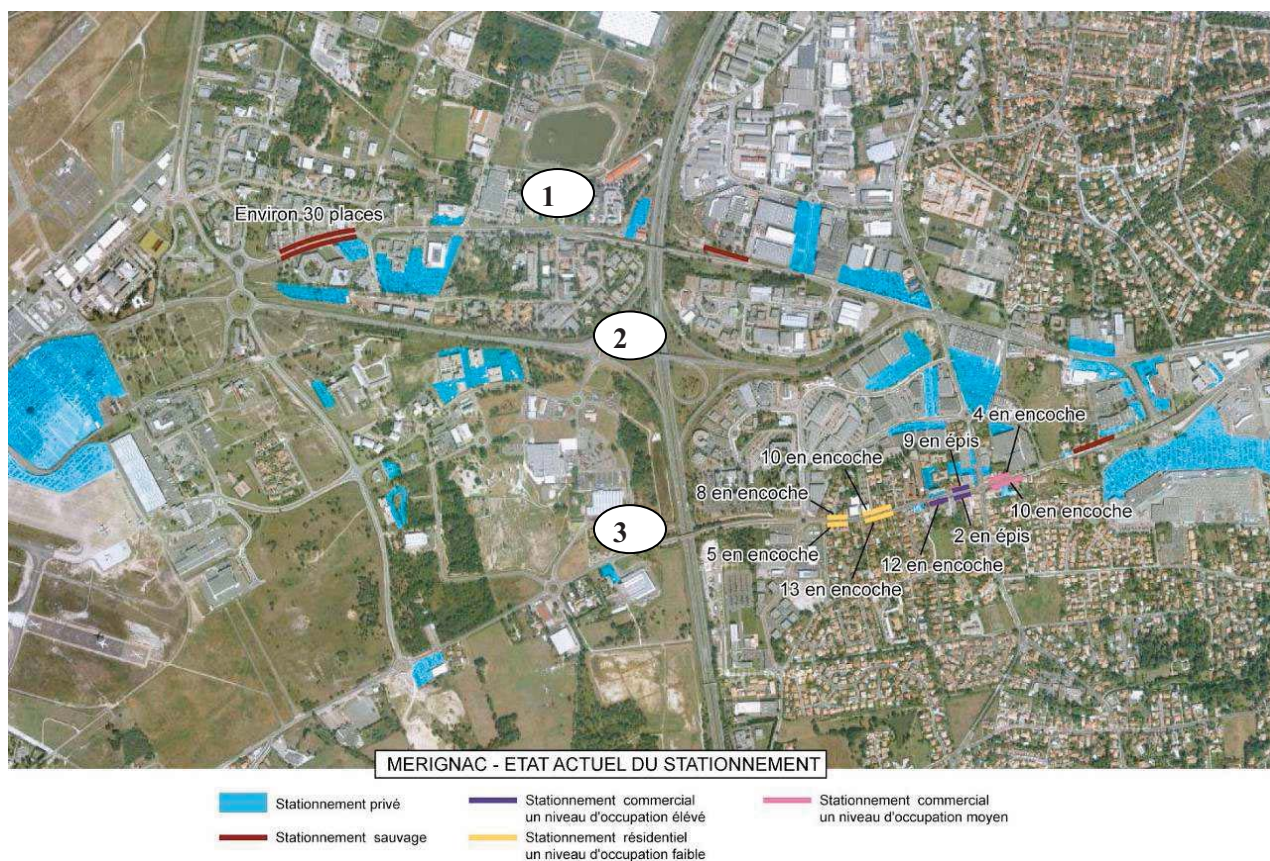 1
Environ 30 places
2
4 en encoche
9 en épis
10 en encoche
8 en encoche
3
10 en encoche
5 en encoche
2 en épis
12 en encoche
13 en encoche
MERIGNAC - ETAT ACTUEL DU STATIONNEMENT
Stationnement privé
Stationnement commercial
un niveau d'occupation élévé
Stationnement commercial
un niveau d'occupation moyen
Stationnement sauvage
Stationnement résidentiel
un niveau d'occupation faible